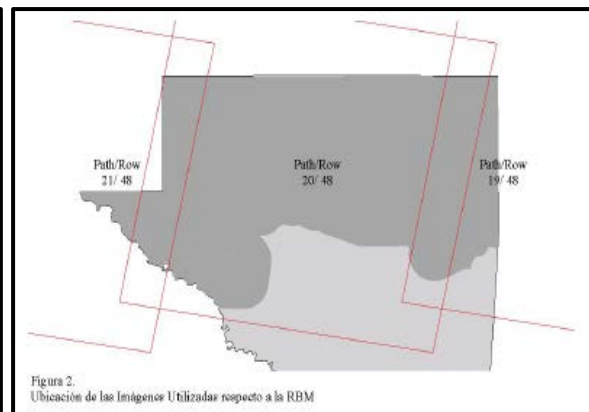 Path/Row
21/ 48
Path/Row
20/ 48
Path/Row
19/ 48
Figura 2.
Ubicación de las Imágenes Utilizadas respecto a la RBM